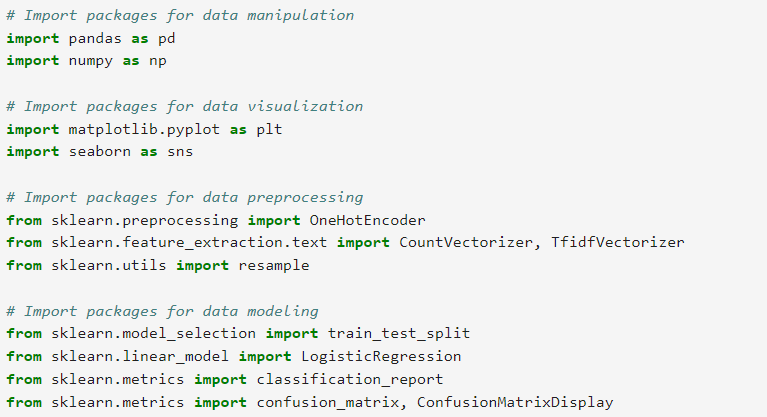 # Import packages for data manipulation
import pandas as pd
import numpy as np
# Import packages for data visualization
import matplotlib.pyplot as plt
import seaborn as sns
# Import packages for data preprocessing
from sklearn.preprocessing import OneHotEncoder
from sklearn.feature_extraction.text import CountVectorizer, TfidfVectorizer
from sklearn.utils import resample
# Import packages for data modeling
from sklearn.model_selection import train_test_split
from sklearn.linear_model import LogisticRegression
from sklearn.metrics import classification_report
from sklearn.metrics import confusion_matrix, ConfusionMatrixDisplay